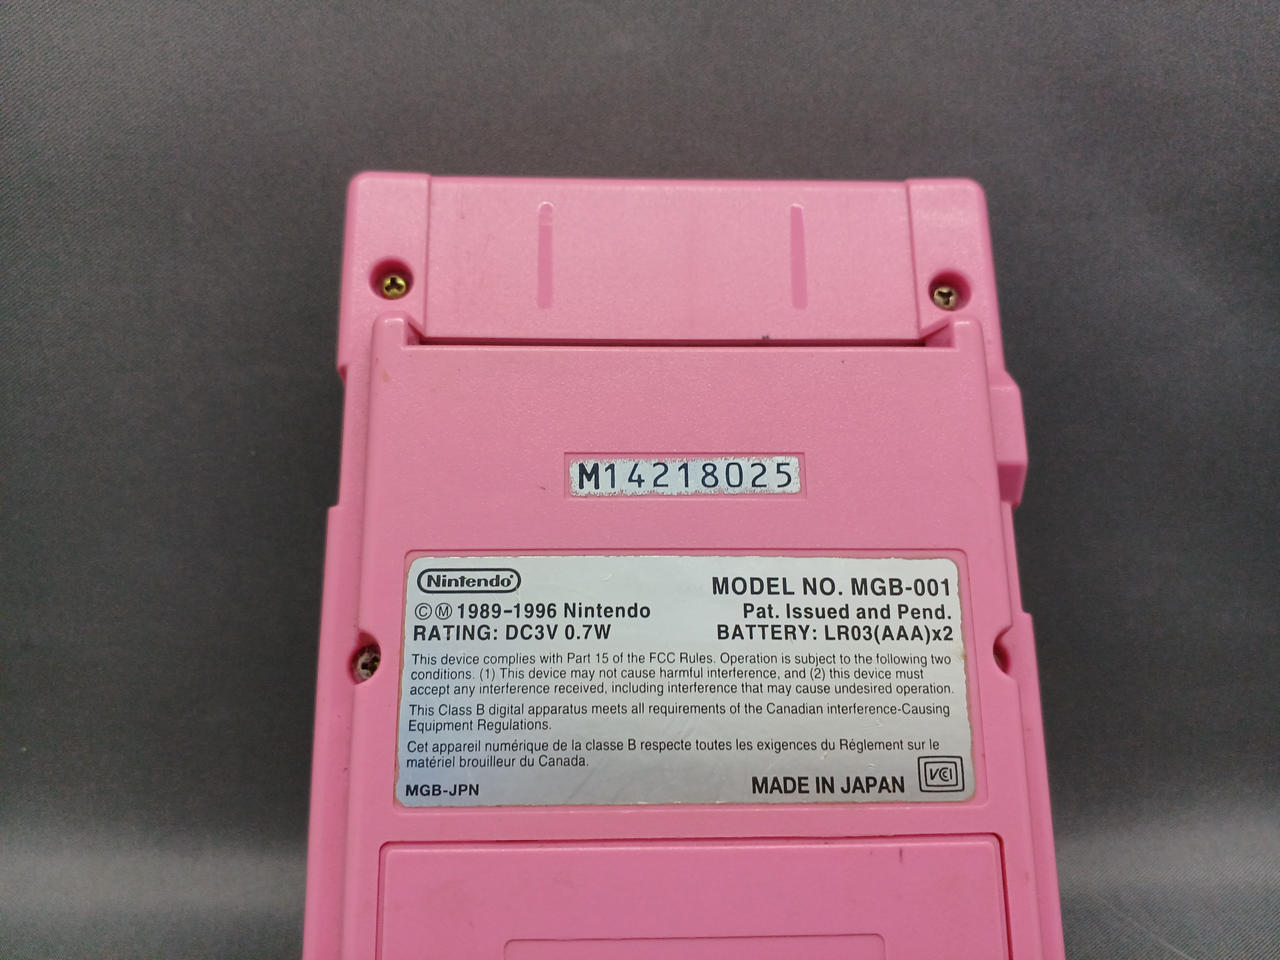 M14218025
Nintendo®
MODEL NO. MGB-001
©Ⓜ 1989-1996 Nintendo
Pat. Issued and Pend.
RATING: DC3V 0.7W
BATTERY: LR03(AAA)x2
This device complies with Part 15 of the FCC Rules. Operation is subject to the following two
conditions. (1) This device may not cause harmful interference, and (2) this device must
accept any interference received, including interference that may cause undesired operation.
This Class B digital apparatus meets all requirements of the Canadian interference-Causing
Equipment Regulations.
Cet appareil numérique de la classe B respecte toutes les exigences du Réglement sur le
matériel brouilleur du Canada.
MGB-JPN
MADE IN JAPAN
VCI